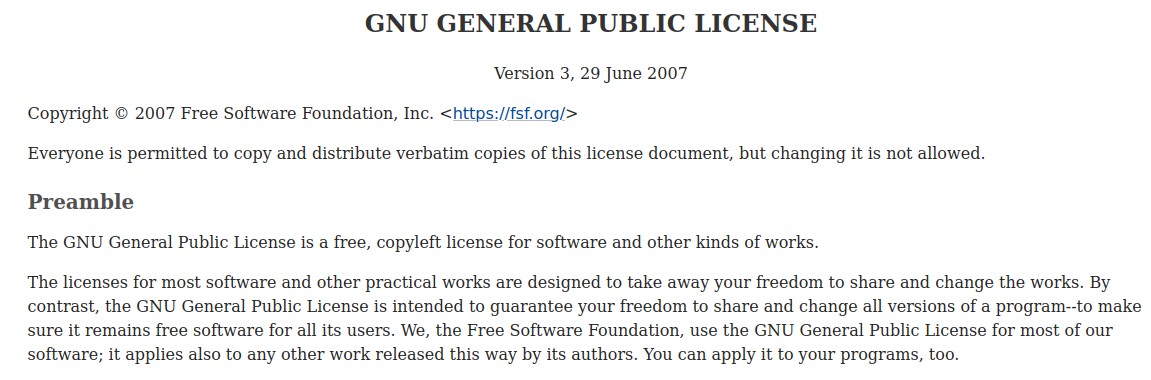 GNU GENERAL PUBLIC LICENSE
Version 3, 29 June 2007
Copyright © 2007 Free Software Foundation, Inc. <https://fsf.org/>
Everyone is permitted to copy and distribute verbatim copies of this license document, but changing it is not allowed.
Preamble
The GNU General Public License is a free, copyleft license for software and other kinds of works.
The licenses for most software and other practical works are designed to take away your freedom to share and change the works. By
contrast, the GNU General Public License is intended to guarantee your freedom to share and change all versions of a program--to make
sure it remains free software for all its users. We, the Free Software Foundation, use the GNU General Public License for most of our
software; it applies also to any other work released this way by its authors. You can apply it to your programs, too.